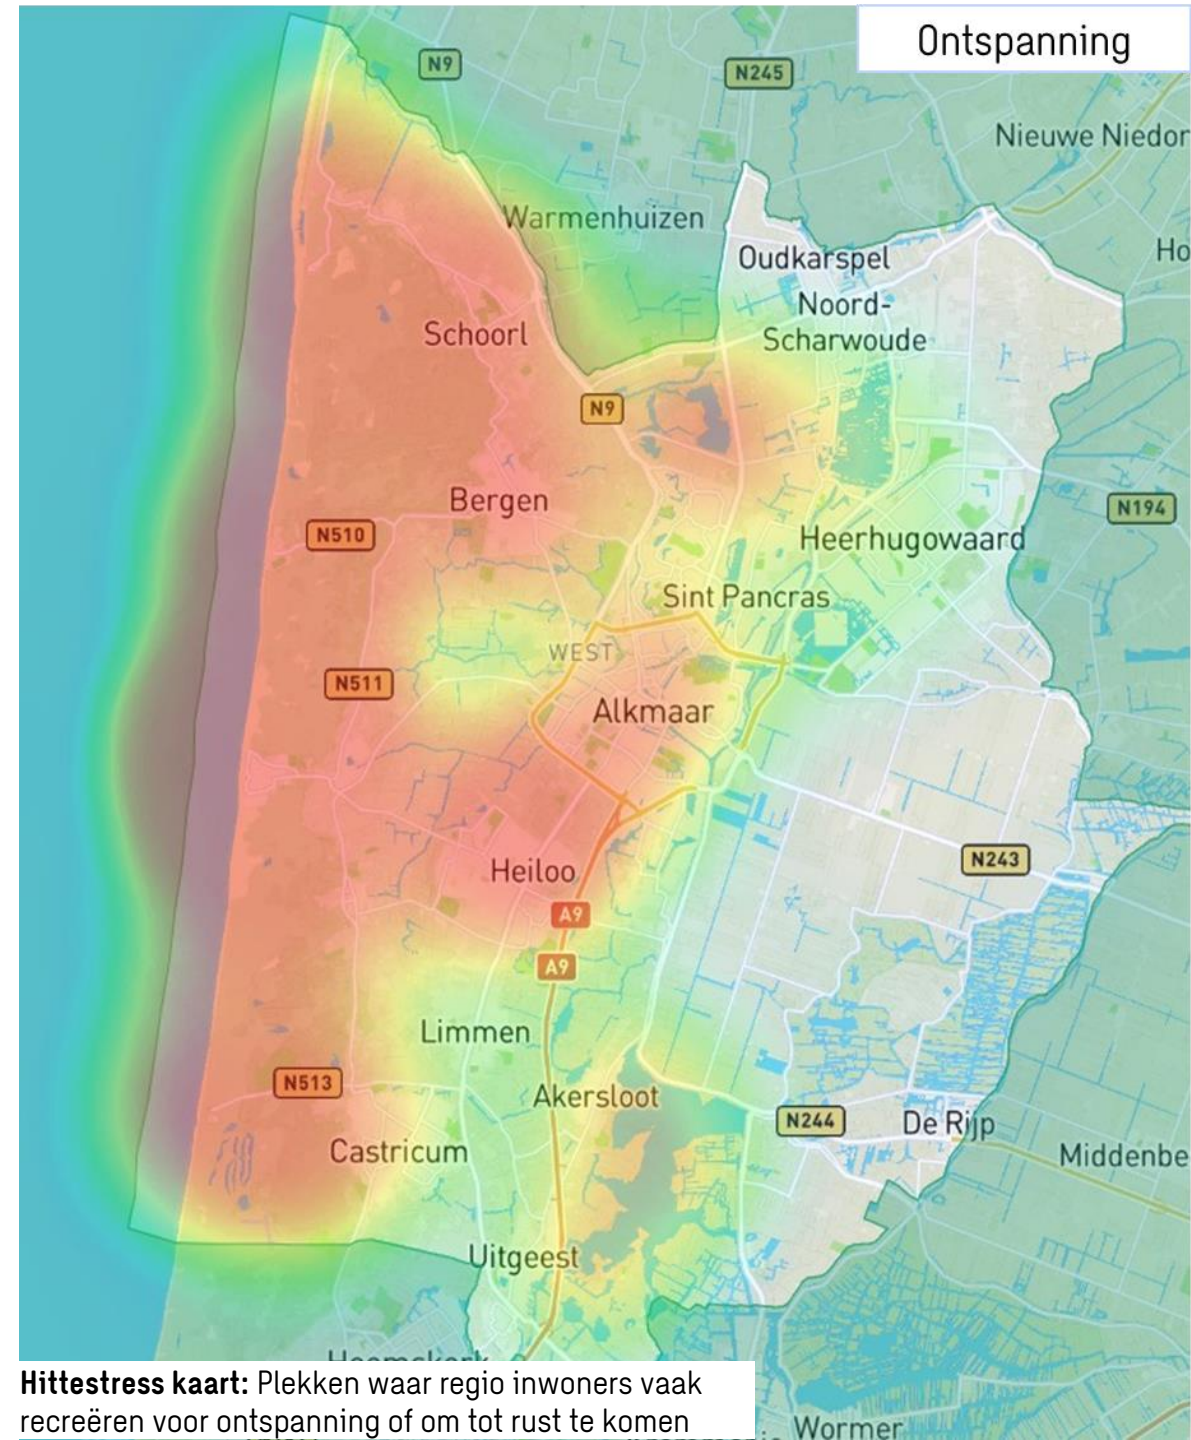 Ontspanning
N9
N245
Nieuwe Niedor
Warmenhuizen
Oudkarspel
Ho
Noord-
Scharwoude
Schoorl
N9
Bergen
N194
N510
Heerhugowaard
Sint Pancras
WEST
N511
Alkmaar
N243
Heiloo
A9
A9
Limmen
N513
Akersloot
N244
De Rijp
Castricum
Middenbe
Uitgeest
Hittestress kaart: Plekken waar regio inwoners vaak
recreëren voor ontspanning of om tot rust te komen
Wormer